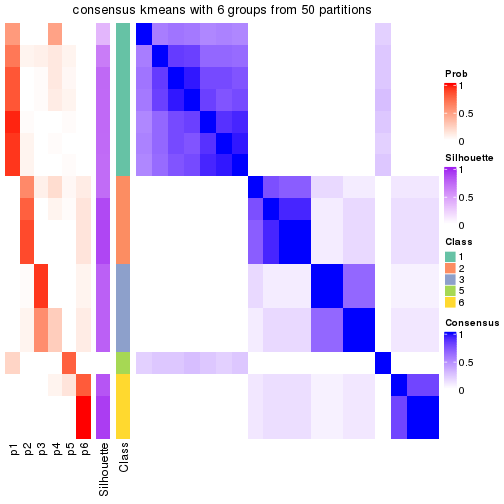 consensus kmeans with 6 groups from 50 partitions
Prob
1
0.5
0
Silhouette
1
0.5
0
Class
1
2
3
5
6
Consensus
1
0.5
0
p1
p2
p3
p4
p5
p6
Silhouette
Class